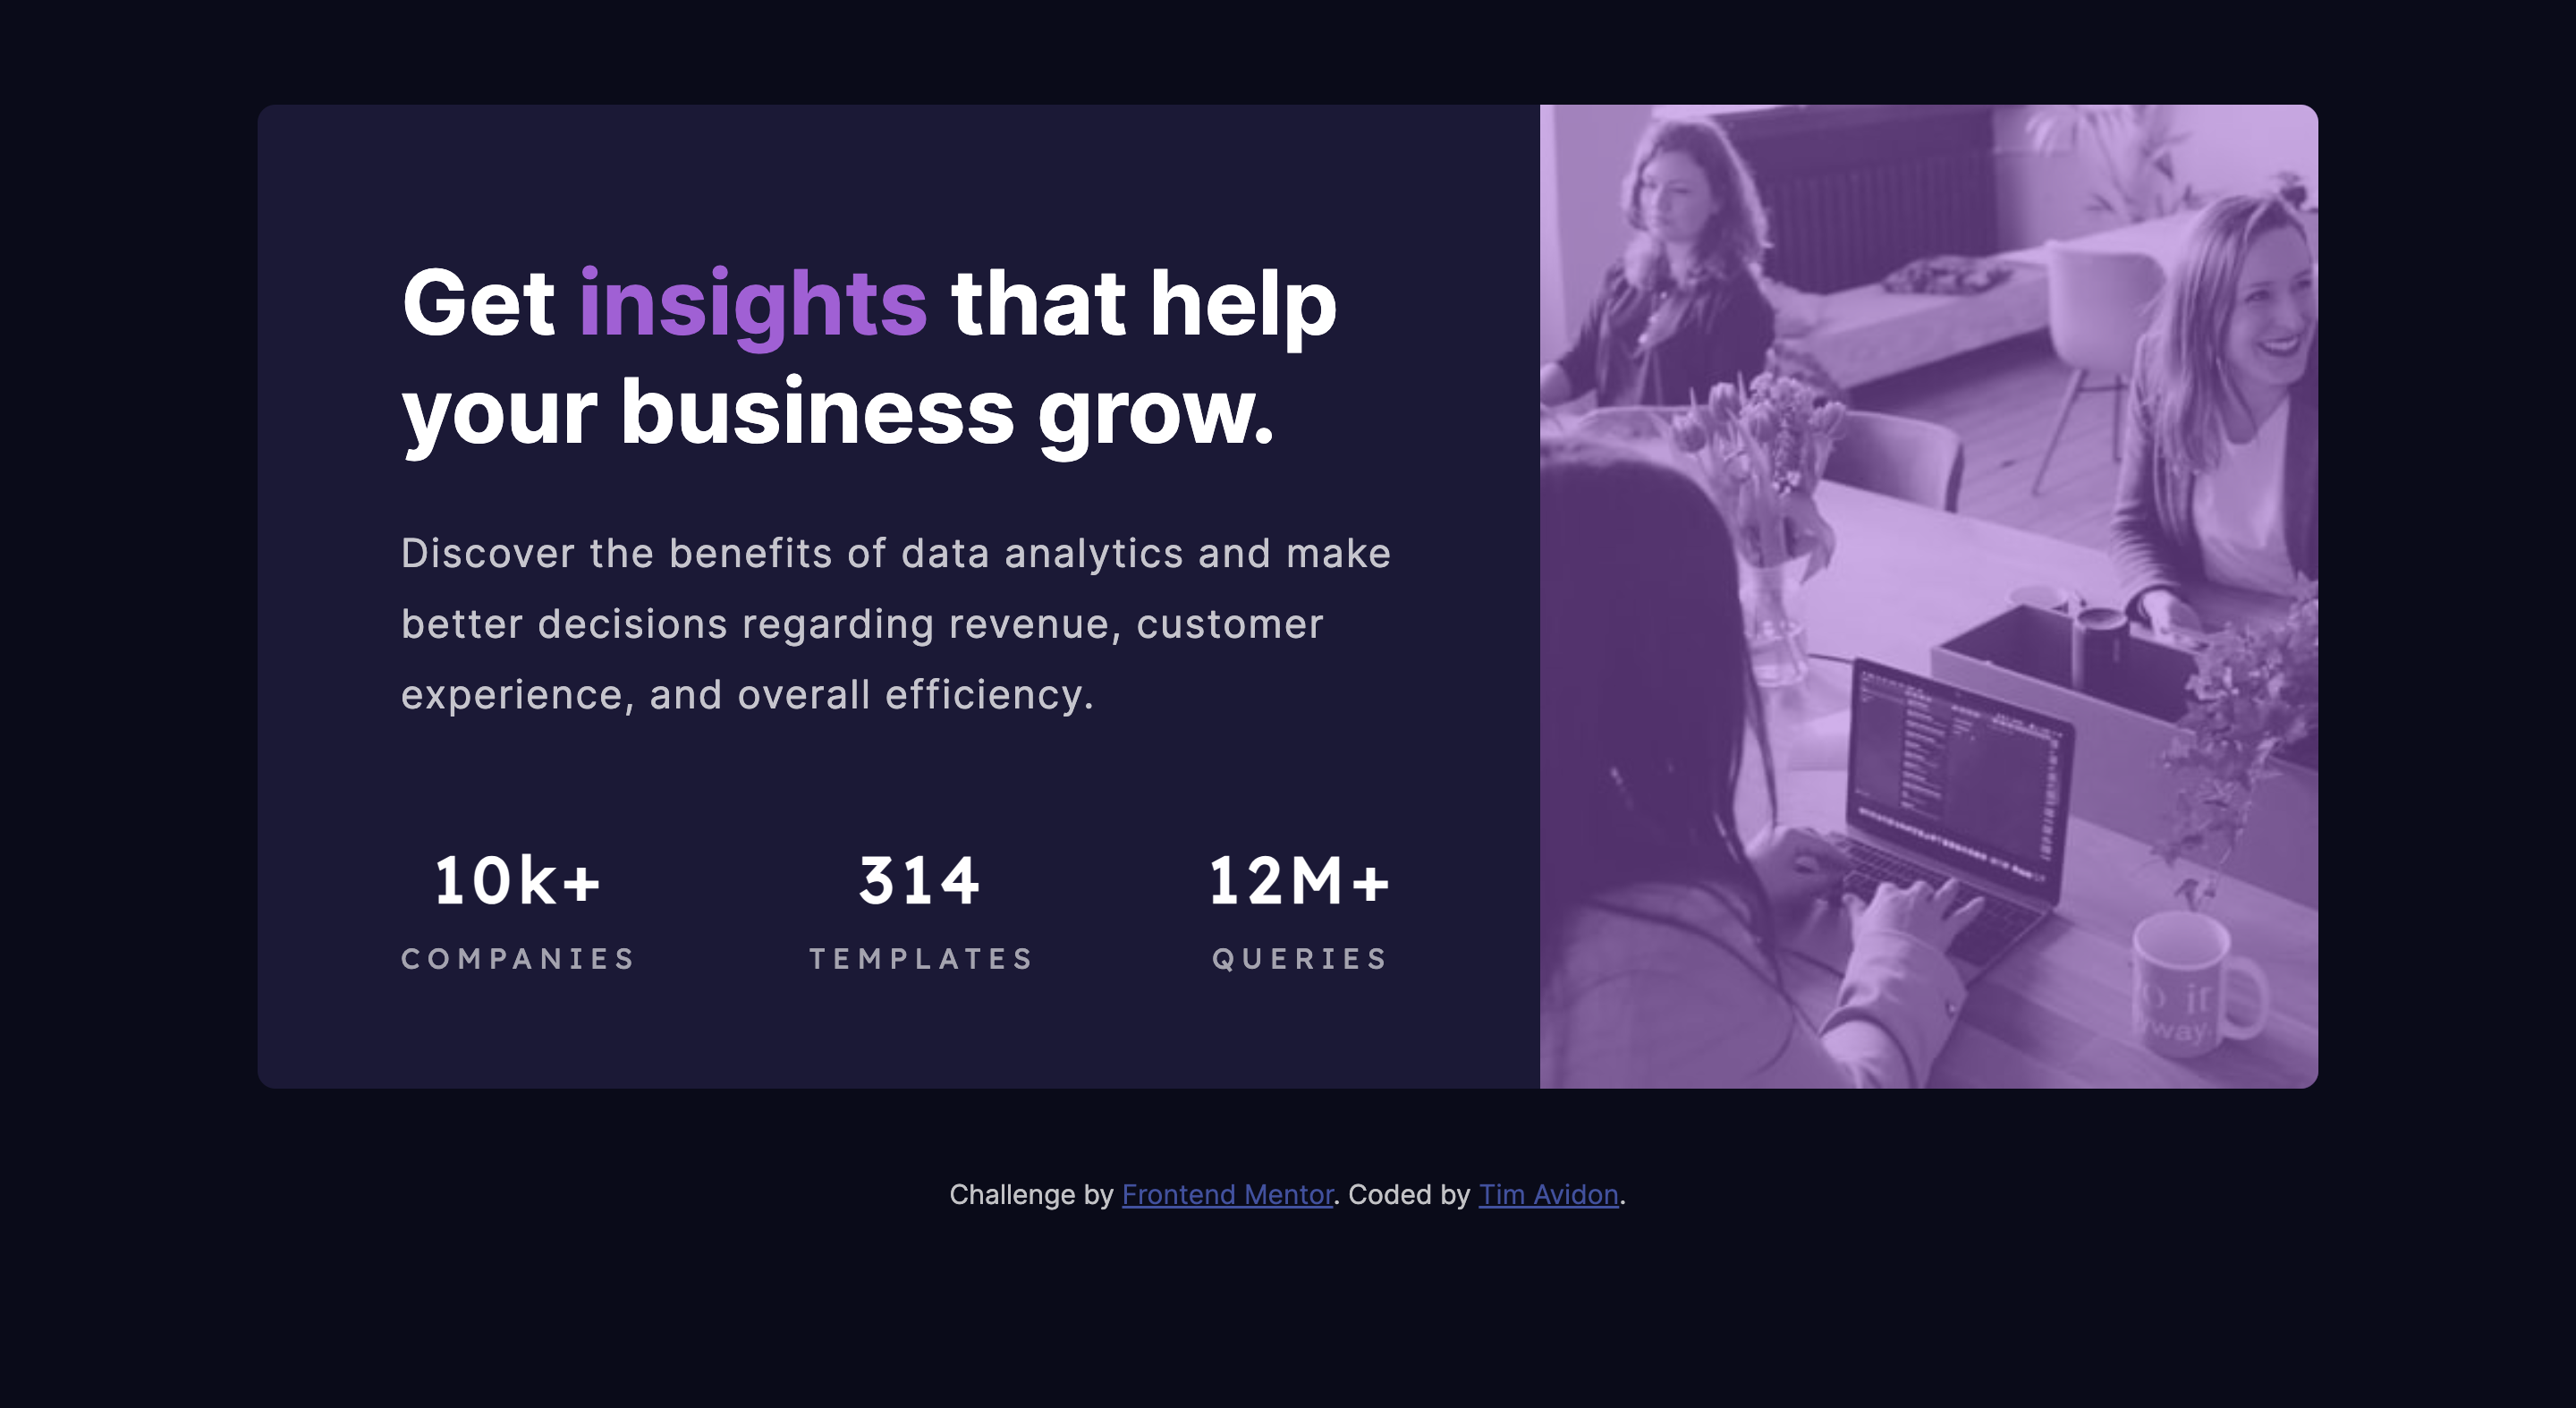 Get insights that help
your business grow.
Discover the benefits of data analytics and make
better decisions regarding revenue, customer
experience, and overall efficiency.
10k+ 314 12M+
COMPANIES TEMPLATES QUERIES
Challenge by Frontend Mentor. Coded by Tim Avidon.